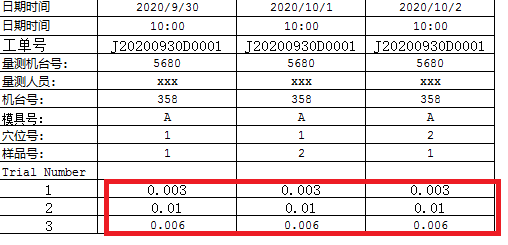 日期时间 2020/9/30 2020/10/1 2020/10/2
日期时间 10:00 10:00 10:00
工单号 J20200930D0001 J20200930D0001 J20200930D0001
量测机台号: 5680 5680 5680
量测人员: xxx xxx xxx
机台号: 358 358 358
模具号: A A A
穴位号: 1 1 2
样品号: 1 2 1
Trial Number
1 0.003 0.003 0.003
2 0.01 0.01 0.01
3 0.006 0.006 0.006